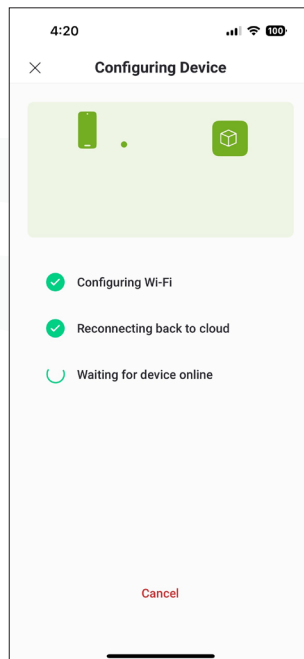 4:20
100
Configuring Device
Configuring Wi-Fi
Reconnecting back to cloud
Waiting for device online
Cancel